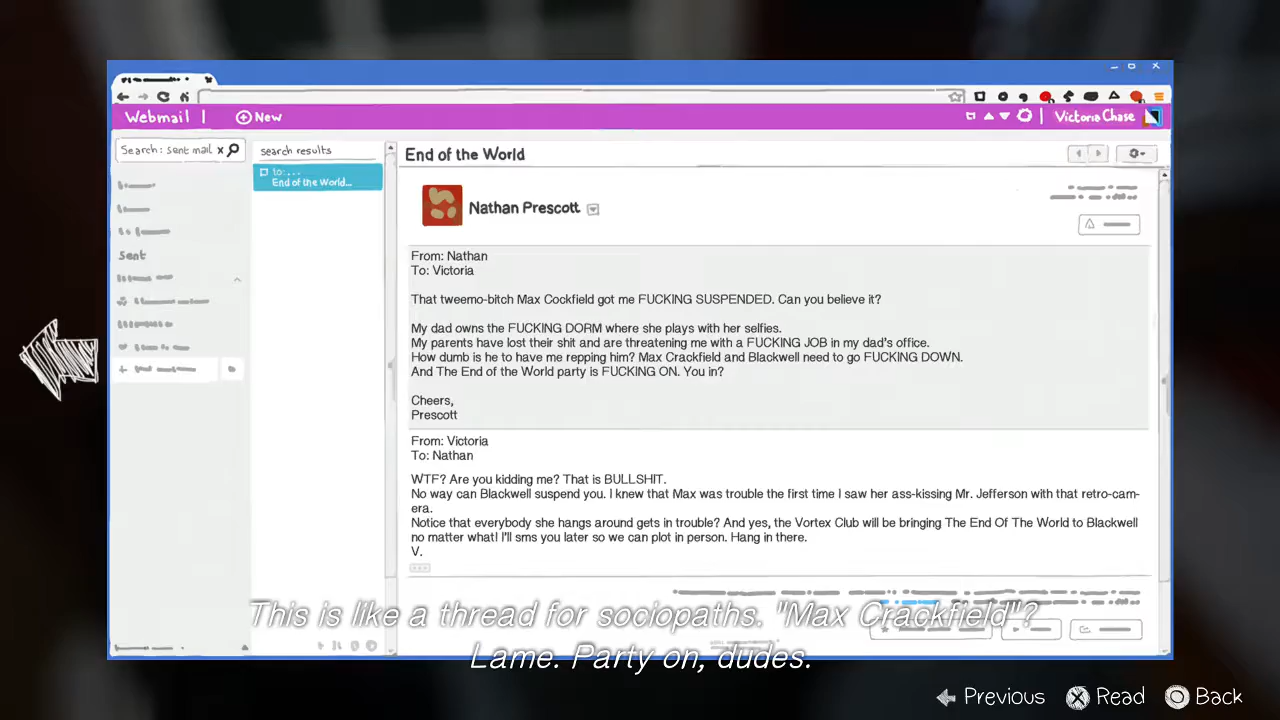 Webmail |
New
Victoria Chase
Search: sent mail x
search results
End of the World
to:...
End of the World...
Nathan Prescott
Sent
From: Nathan
To: Victoria
That tweemo-bitch Max Cockfield got me FUCKING SUSPENDED. Can you believe it?
My dad owns the FUCKING DORM where she plays with her selfies.
My parents have lost their shit and are threatening me with a FUCKING JOB in my dad's office.
How dumb is he to have me repping him? Max Crackfield and Blackwell need to go FUCKING DOWN.
And The End of the World party is FUCKING ON. You in?
Cheers,
Prescott
From: Victoria
To: Nathan
WTF? Are you kidding me? That is BULLSHIT.
No way can Blackwell suspend you. I knew that Max was trouble the first time I saw her ass-kissing Mr. Jefferson with that retro-cam-
era.
Notice that everybody she hangs around gets in trouble? And yes, the Vortex Club will be bringing The End Of The World to Blackwell
no matter what! I'll sms you later so we can plot in person. Hang in there.
V.
This is like a thread for sociopaths. "Max Crackfield"?
Lame. Party on, dudes.
Previous
Read
Back